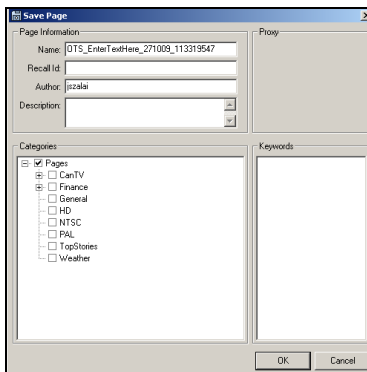 Save Page
Page Information
Name: OTS_EnterTextHere_271009_113319547
Recall Id:
Author: jszalai
Description:
Proxy
Categories
Pages
CanTV
Finance
General
HD
NTSC
PAL
TopStories
Weather
Keywords
OK Cancel